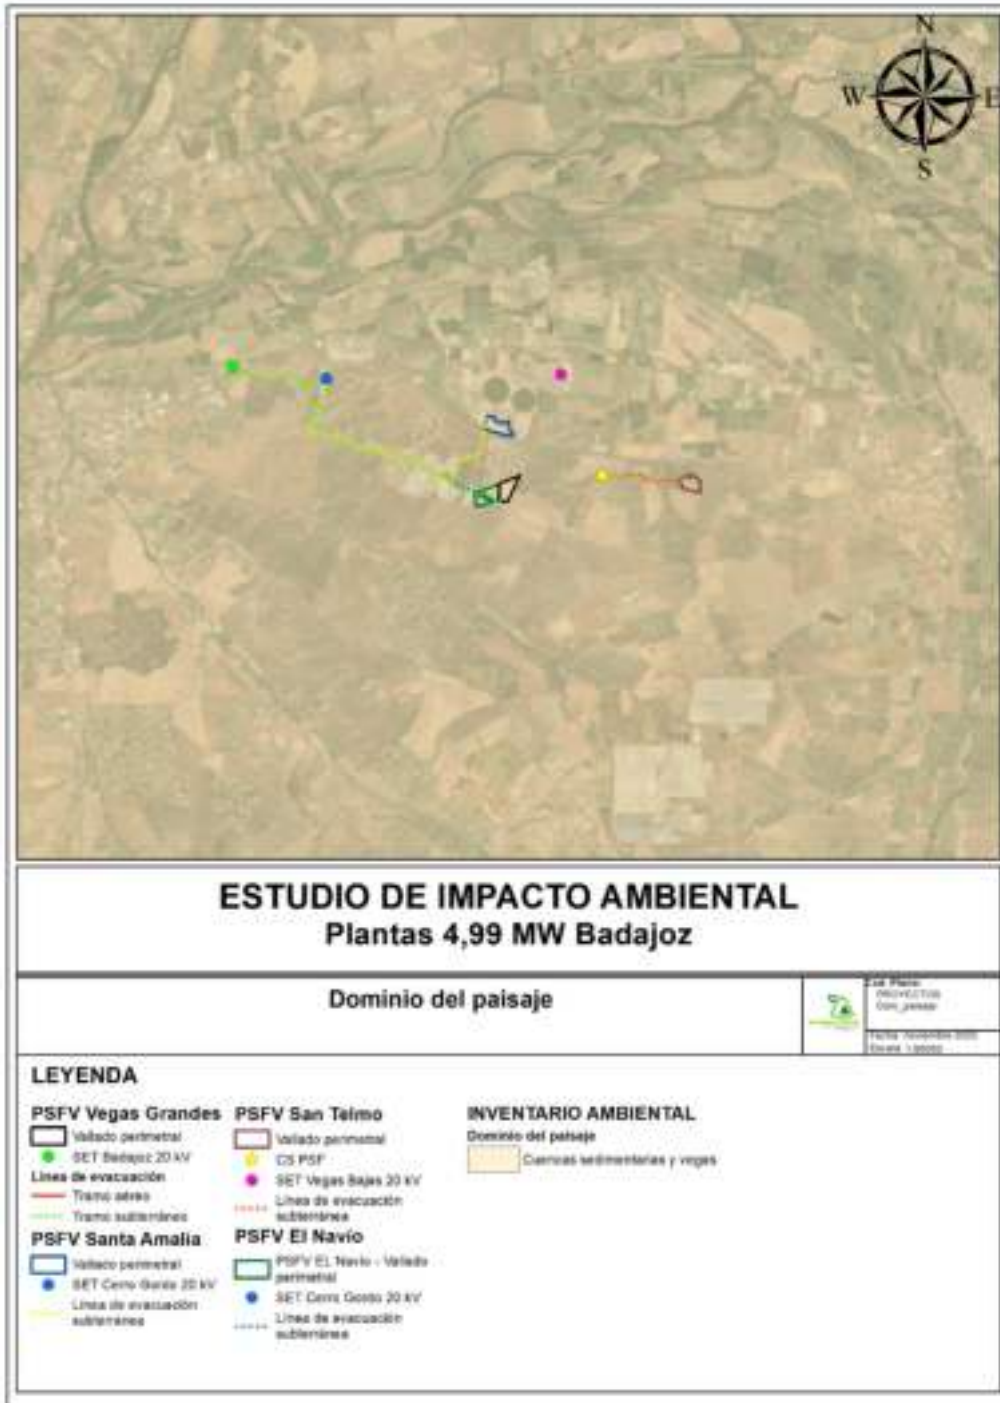 N
W
E
S
ESTUDIO DE IMPACTO AMBIENTAL
Plantas 4,99 MW Badajoz
Dominio del paisaje
Cod. Plano:
PROYECTOS
Dom_paisaje
LEYENDA
PSFV Vegas Grandes
Vallado perimetral
SET Badajoz 20 kV
Línea de evacuación
Tramo aéreo
Tramo subterráneo
PSFV Santa Amalia
Vallado perimetral
SET Cerro Gordo 20 kV
Línea de evacuación
subterránea
PSFV San Telmo
Vallado perimetral
CS PSF
SET Vegas Bajas 20 kV
Línea de evacuación
subterránea
PSFV El Navío
PSFV EL Navío - Vallado
perimetral
SET Cerro Gordo 20 kV
Línea de evacuación
subterránea
INVENTARIO AMBIENTAL
Dominio del paisaje
Cuencas sedimentarias y vegas